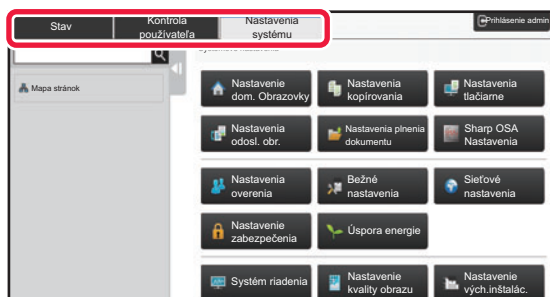 Stav
Kontrola
používateľa
Nastavenia
systému
Prihlásenie admin
Mapa stránok
Nastavenie
dom. Obrazovky
Nastavenia
kopírovania
Nastavenia
tlačiarne
Nastavenia
odosl. obr.
Nastavenia plnenia
dokumentu
Sharp OSA
Nastavenia
Nastavenia
overenia
Bežné
nastavenia
Sieťové
nastavenia
Nastavenie
zabezpečenia
Úspora energie
Systém riadenia
Nastavenie
kvality obrazu
Nastavenie
vých.inštalác.